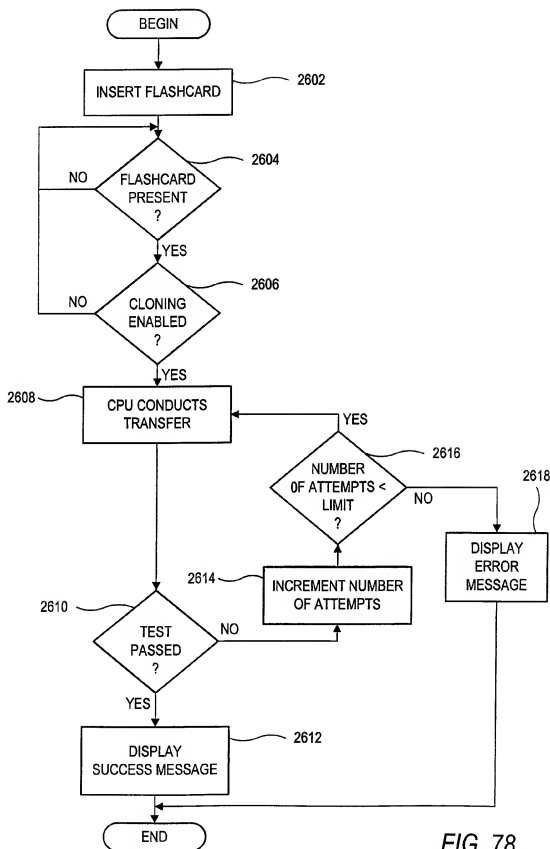 BEGIN
INSERT FLASHCARD
2602
FLASHCARD
PRESENT
?
2604
NO
YES
CLONING
ENABLED
?
2606
NO
YES
2608
CPU CONDUCTS
TRANSFER
YES
NUMBER
OF ATTEMPTS <
LIMIT
?
2616
NO
2618
DISPLAY
ERROR
MESSAGE
2614
INCREMENT NUMBER
OF ATTEMPTS
2610
TEST
PASSED
?
NO
YES
DISPLAY
SUCCESS MESSAGE
2612
END
FIG. 78